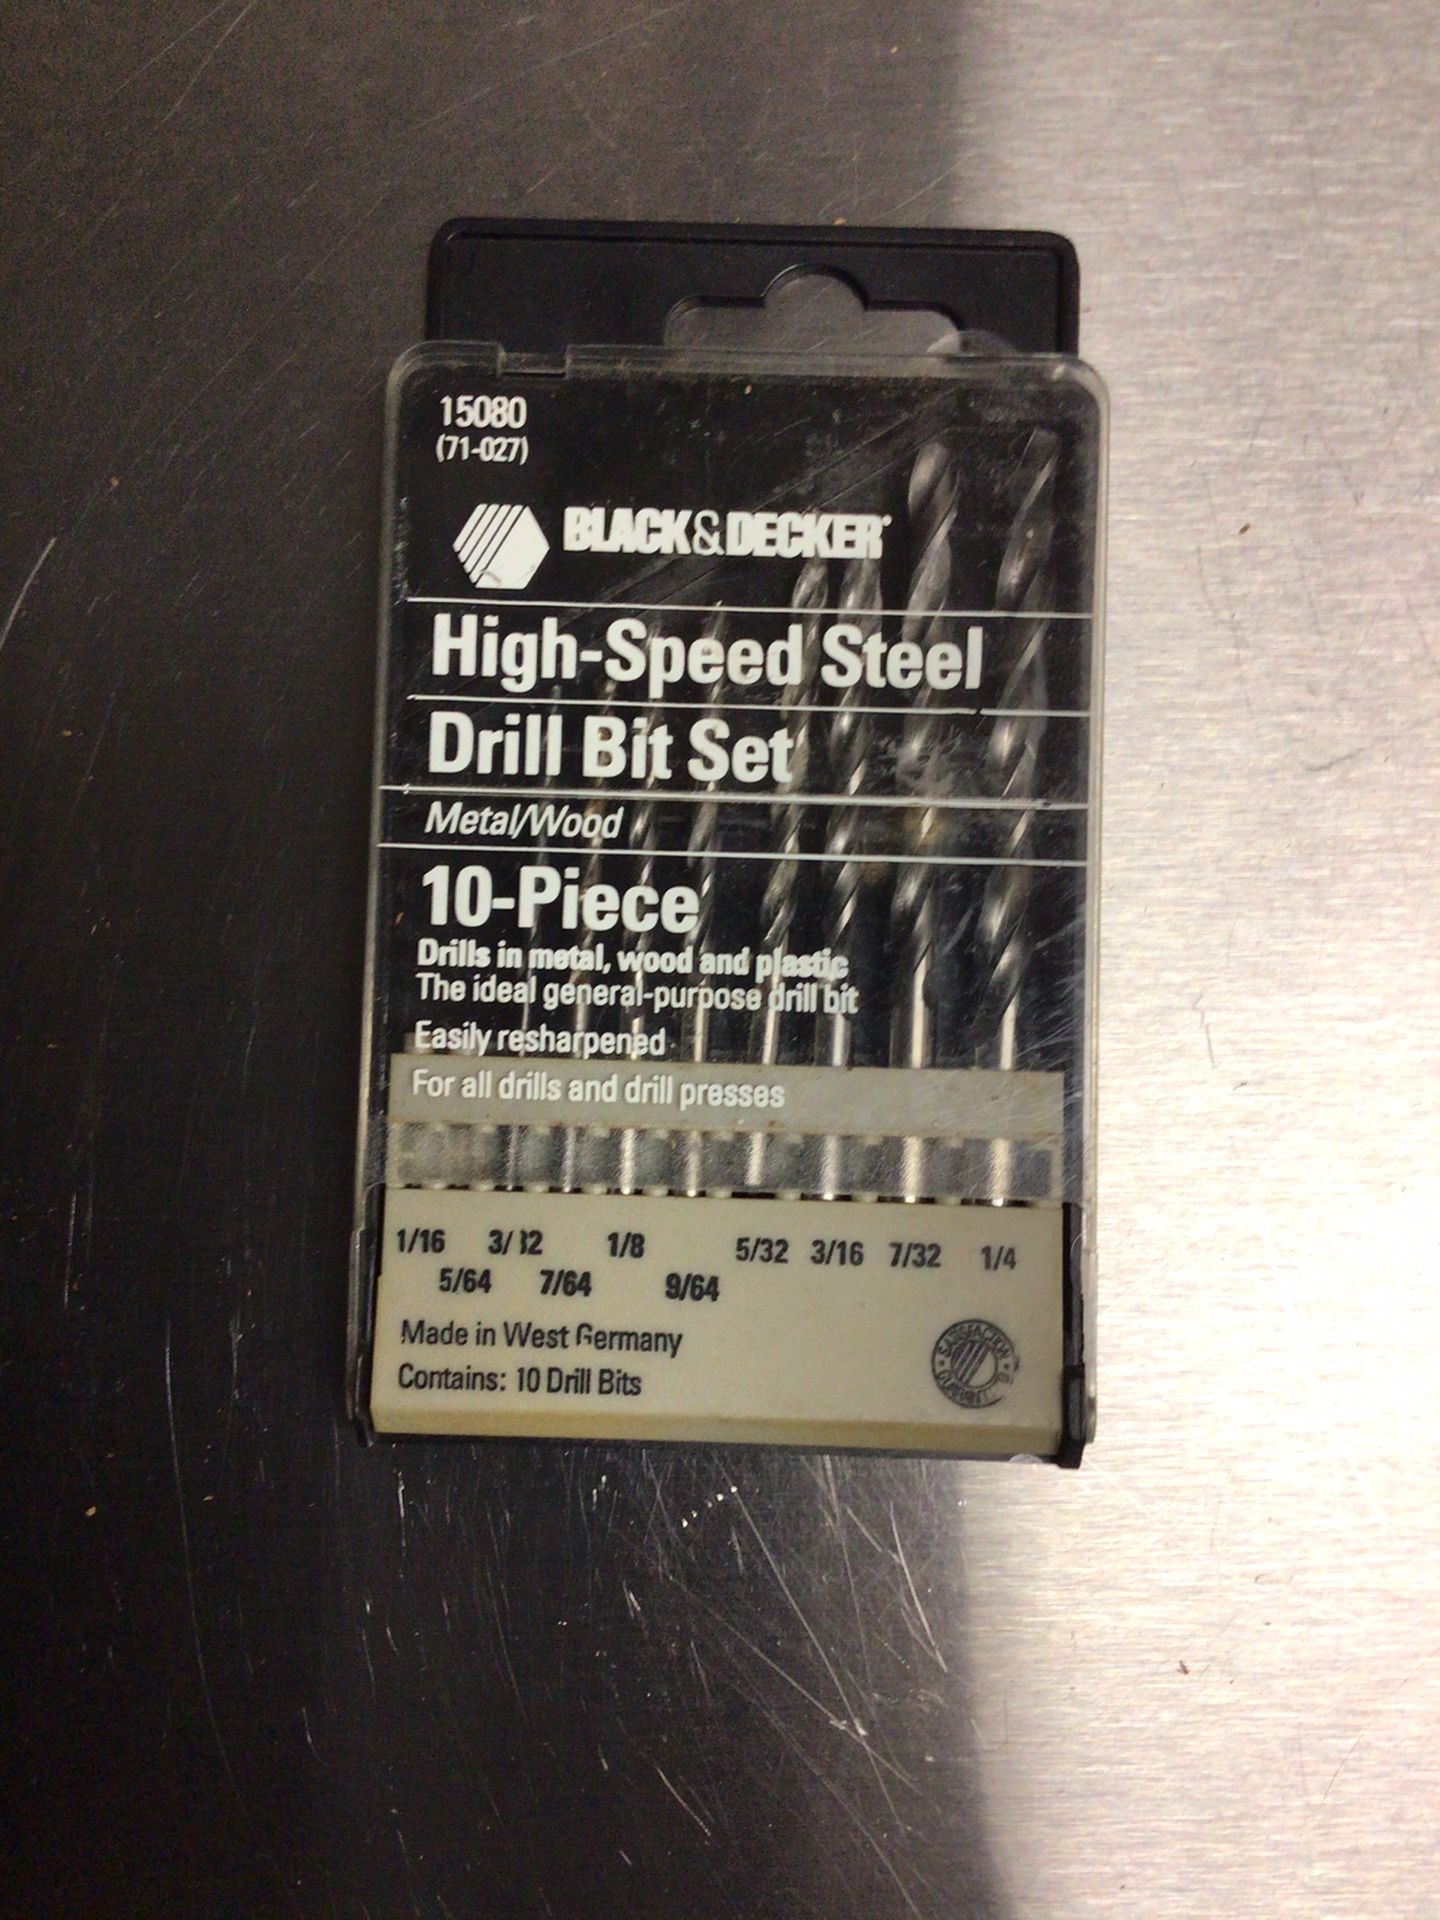 15080
(71-027)
BLACK&DECKER
High-Speed Steel
Drill Bit Set
Metal/Wood
10-Piece
Drills in metal, wood and plastic
The ideal general-purpose drill bit
Easily resharpened
For all drills and drill presses
1/16 3/32 1/8 5/32 3/16 7/32 1/4
5/64 7/64 9/64
Made in West Germany
Contains: 10 Drill Bits
SATISFACTION